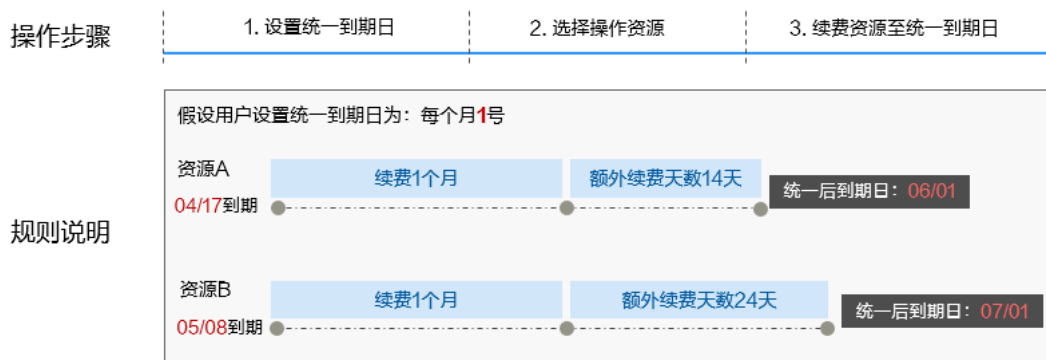 操作步骤
1. 设置统一到期日
2. 选择操作资源
3. 续费资源至统一到期日
规则说明
假设用户设置统一到期日为：每个月1号
资源A
续费1个月
额外续费天数14天
04/17到期
统一后到期日：06/01
资源B
续费1个月
额外续费天数24天
05/08到期
统一后到期日：07/01